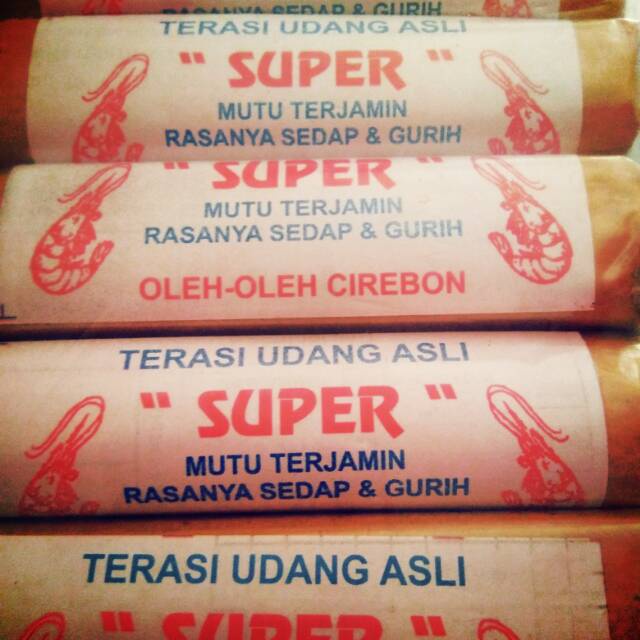 RASANYA SEDAP & GURIH
TERASI UDANG ASLI
" SUPER "
MUTU TERJAMIN
RASANYA SEDAP & GURIH
" SUPER "
MUTU TERJAMIN
RASANYA SEDAP & GURIH
OLEH-OLEH CIREBON
TERASI UDANG ASLI
" SUPER "
MUTU TERJAMIN
RASANYA SEDAP & GURIH
TERASI UDANG ASLI
" SUPER "